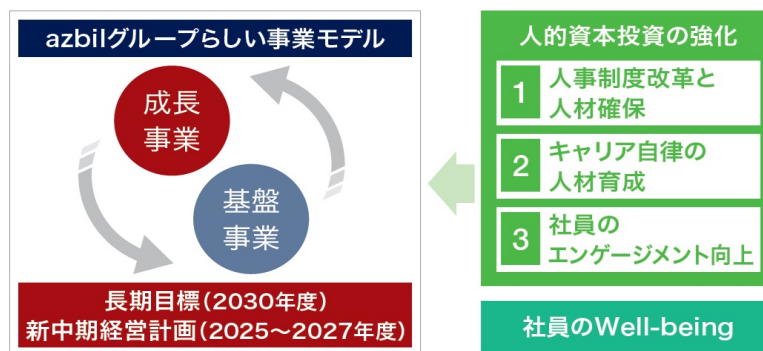 azbilグループらしい事業モデル
成長
事業
基盤
事業
長期目標(2030年度)
新中期経営計画(2025～2027年度)
人的資本投資の強化
1 人事制度改革と
人材確保
2 キャリア自律の
人材育成
3 社員の
エンゲージメント向上
社員のWell-being